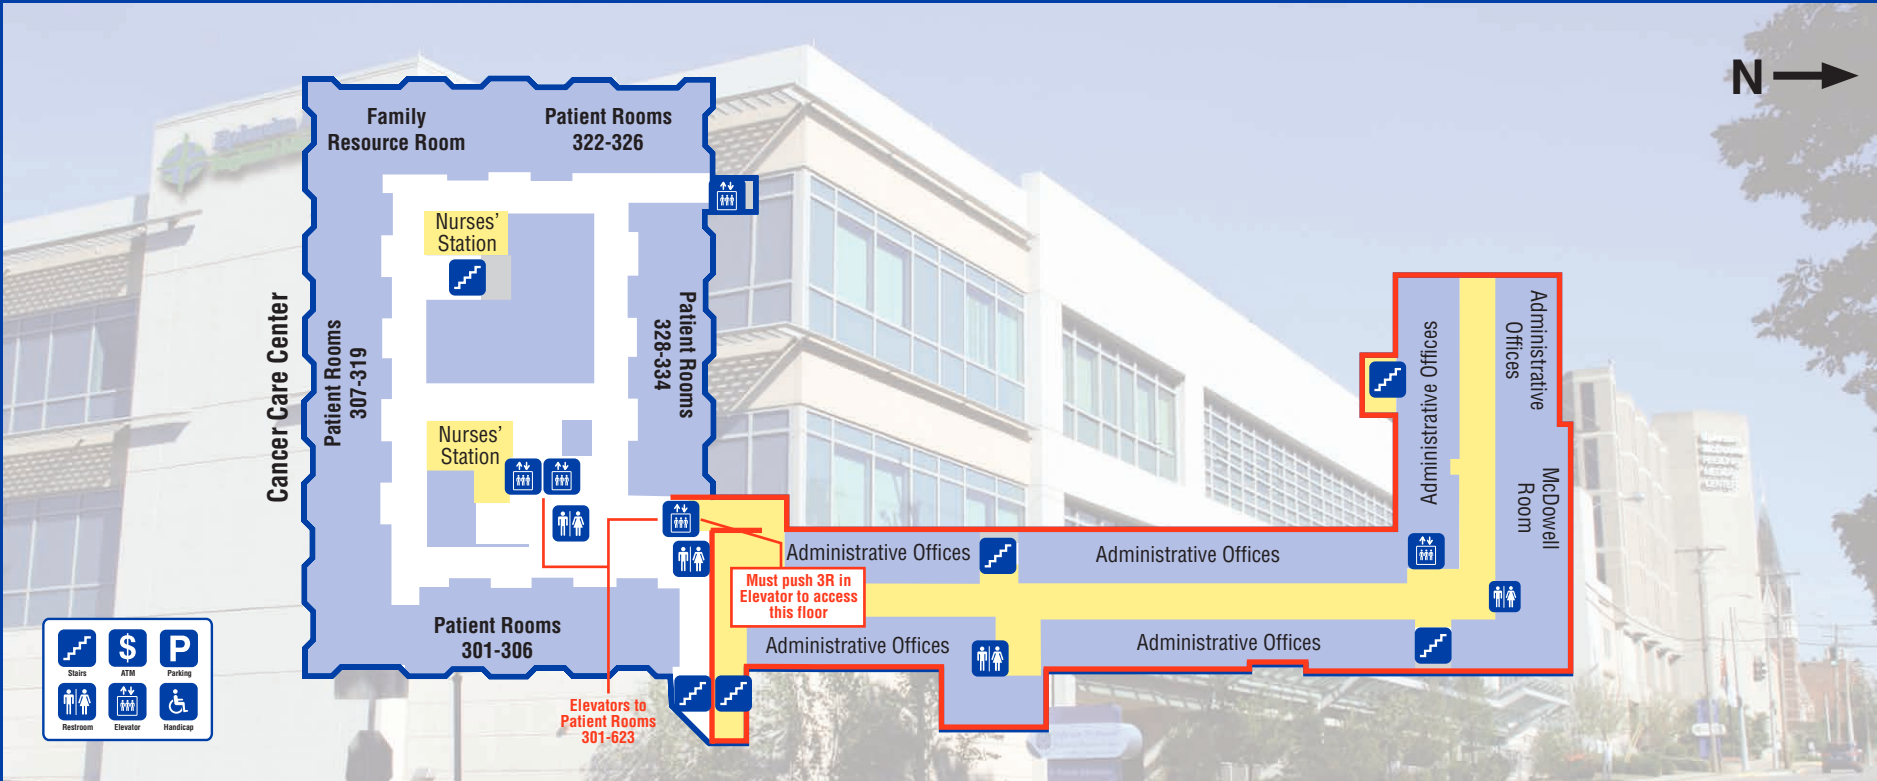 N
Family
Resource Room
Patient Rooms
322-326
Nurses'
Station
Cancer Care Center
Patient Rooms
307-319
Patient Rooms
328-334
Nurses'
Station
Patient Rooms
301-306
Elevators to
Patient Rooms
301-623
Must push 3R in
Elevator to access
this floor
Administrative Offices
Administrative Offices
Administrative Offices
Administrative Offices
Administrative Offices
Administrative
Offices
McDowell
Room
$
P
Stairs
ATM
Parking
Restroom
Elevator
Handicap